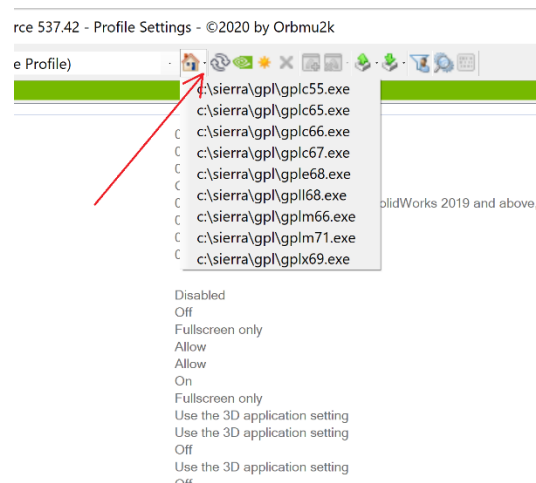 rce 537.42 - Profile Settings - ©2020 by Orbmu2k
e Profile)
c:\sierra\gpl\gplc55.exe
c:\sierra\gpl\gplc65.exe
c:\sierra\gpl\gplc66.exe
c:\sierra\gpl\gplc67.exe
c:\sierra\gpl\gple68.exe
c:\sierra\gpl\gpll68.exe
olidWorks 2019 and above,
c:\sierra\gpl\gplm66.exe
c:\sierra\gpl\gplm71.exe
c:\sierra\gpl\gplx69.exe
Disabled
Off
Fullscreen only
Allow
Allow
On
Fullscreen only
Use the 3D application setting
Use the 3D application setting
Off
Use the 3D application setting
Off